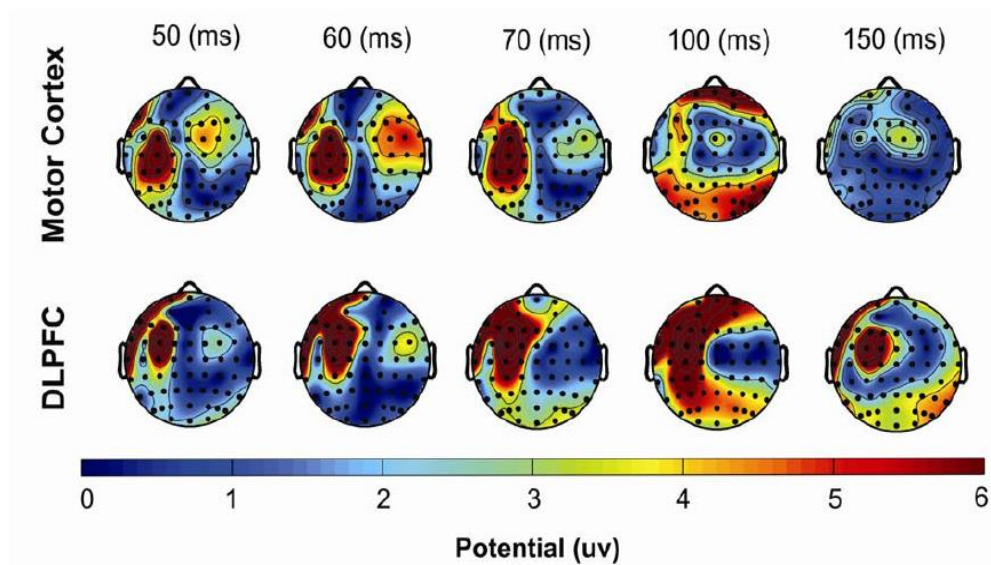 50 (ms) 60 (ms) 70 (ms) 100 (ms) 150 (ms)
Motor Cortex
DLPFC
0 1 2 3 4 5 6
Potential (uv)